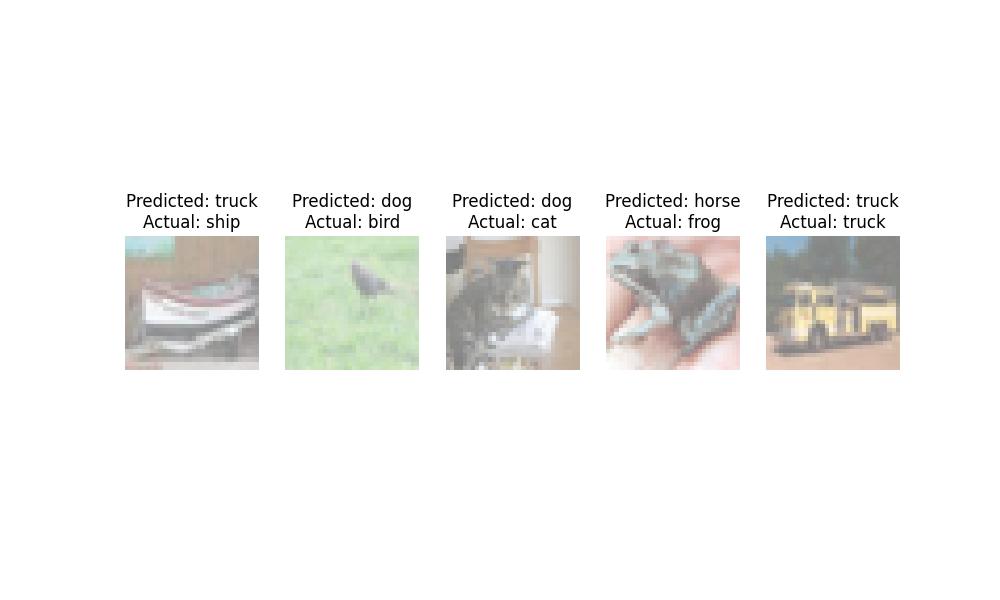 Predicted: truck
Actual: ship
Predicted: dog
Actual: bird
Predicted: dog
Actual: cat
Predicted: horse
Actual: frog
Predicted: truck
Actual: truck